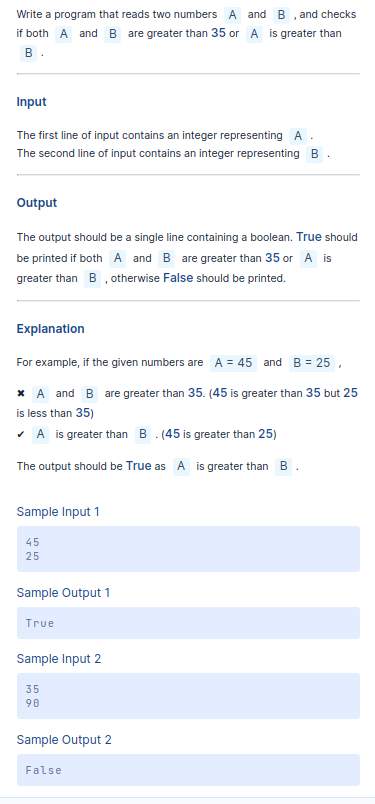 Write a program that reads two numbers A and B , and checks
if both A and B are greater than 35 or A is greater than
B .
Input
The first line of input contains an integer representing A .
The second line of input contains an integer representing B .
Output
The output should be a single line containing a boolean. True should
be printed if both A and B are greater than 35 or A is
greater than B , otherwise False should be printed.
Explanation
For example, if the given numbers are A = 45 and B = 25 ,
✖ A and B are greater than 35. (45 is greater than 35 but 25
is less than 35)
✔ A is greater than B . (45 is greater than 25)
The output should be True as A is greater than B .
Sample Input 1
45
25
Sample Output 1
True
Sample Input 2
35
90
Sample Output 2
False